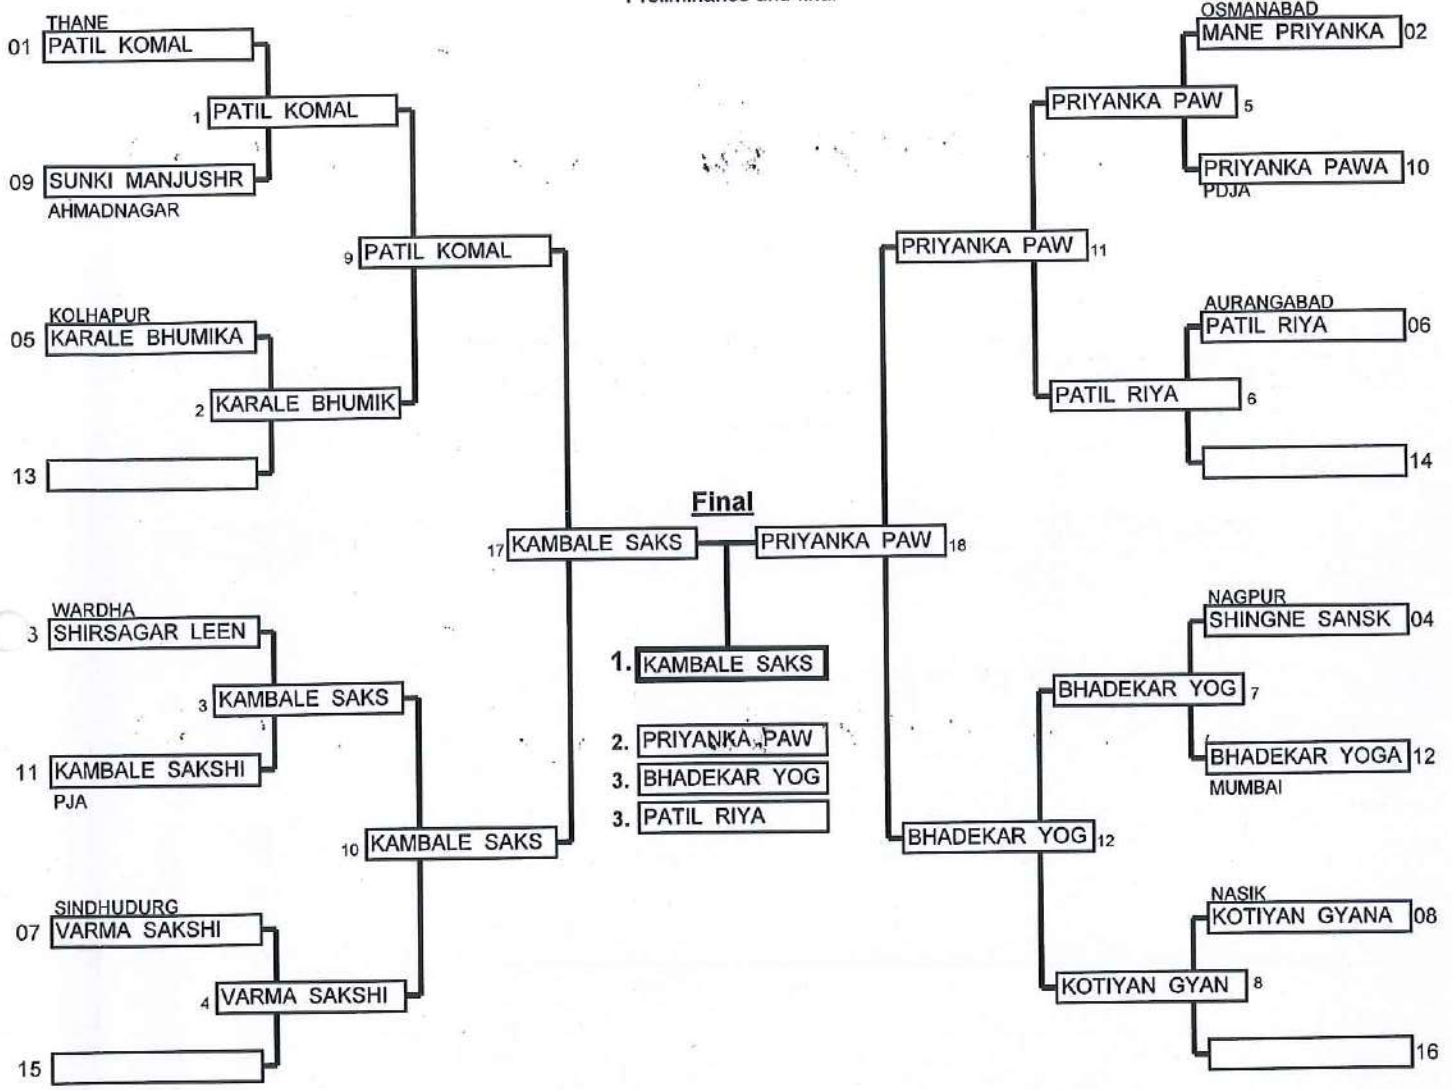 THANE
01 PATIL KOMAL
1 PATIL KOMAL
09 SUNKI MANJUSHR
AHMADNAGAR
9 PATIL KOMAL
KOLHAPUR
05 KARALE BHUMIKA
2 KARALE BHUMIK
13
17 KAMBALE SAKS
WARDHA
3 SHIRSAGAR LEEN
3 KAMBALE SAKS
11 KAMBALE SAKSHI
PJA
10 KAMBALE SAKS
SINDHUDURG
07 VARMA SAKSHI
4 VARMA SAKSHI
15
Final
1. KAMBALE SAKS
2. PRIYANKA PAW
3. BHADEKAR YOG
3. PATIL RIYA
OSMANABAD
MANE PRIYANKA 02
PRIYANKA PAW 5
PRIYANKA PAWA 10
PDJA
PRIYANKA PAW 11
AURANGABAD
PATIL RIYA 06
PATIL RIYA 6
14
PRIYANKA PAW 18
NAGPUR
SHINGNE SANSK 04
BHADEKAR YOG 7
BHADEKAR YOGA 12
MUMBAI
BHADEKAR YOG 12
NASIK
KOTIYAN GYANA 08
KOTIYAN GYAN 8
16